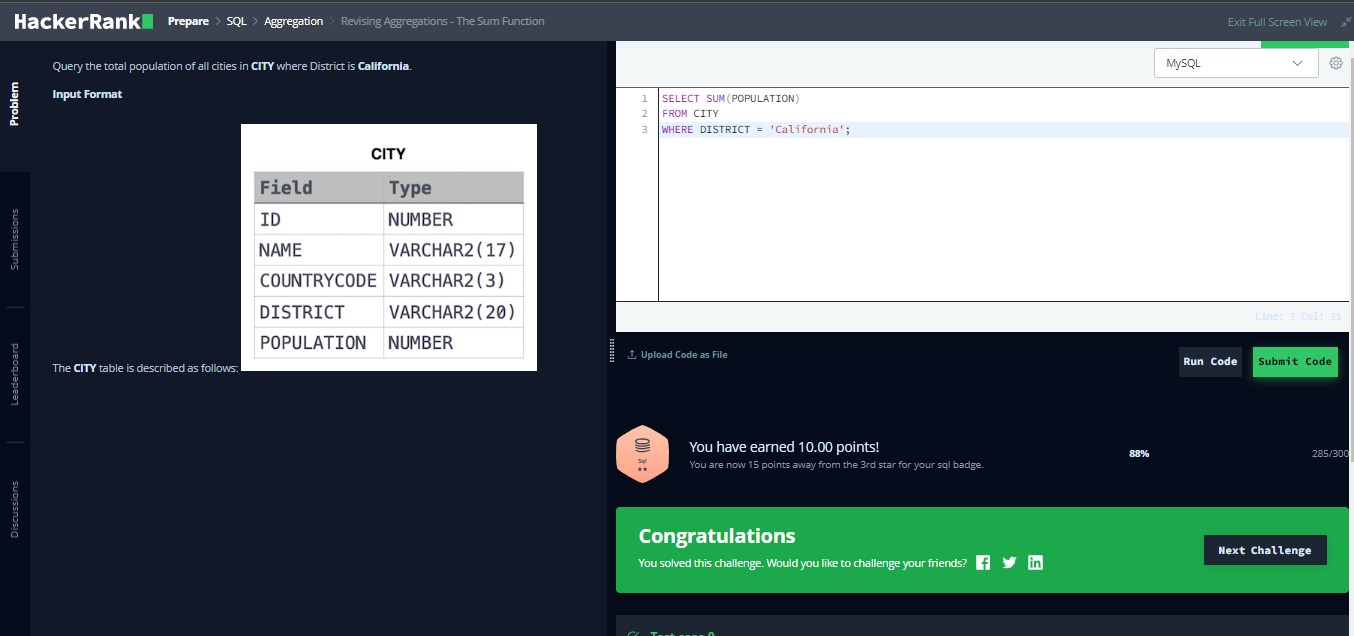 HackerRank
Prepare > SQL > Aggregation > Revising Aggregations - The Sum Function
Exit Full Screen View
Problem
Submissions
Leaderboard
Discussions
Query the total population of all cities in CITY where District is California.
Input Format
CITY
Field Type
ID NUMBER
NAME VARCHAR2(17)
COUNTRYCODE VARCHAR2(3)
DISTRICT VARCHAR2(20)
POPULATION NUMBER
The CITY table is described as follows:
MySQL
1 SELECT SUM(POPULATION)
2 FROM CITY
3 WHERE DISTRICT = 'California';
Line: 3 Col: 31
Upload Code as File
Run Code
Submit Code
Sql
You have earned 10.00 points!
You are now 15 points away from the 3rd star for your sql badge.
88%
285/300
Congratulations
You solved this challenge. Would you like to challenge your friends?
Next Challenge
Test case 0